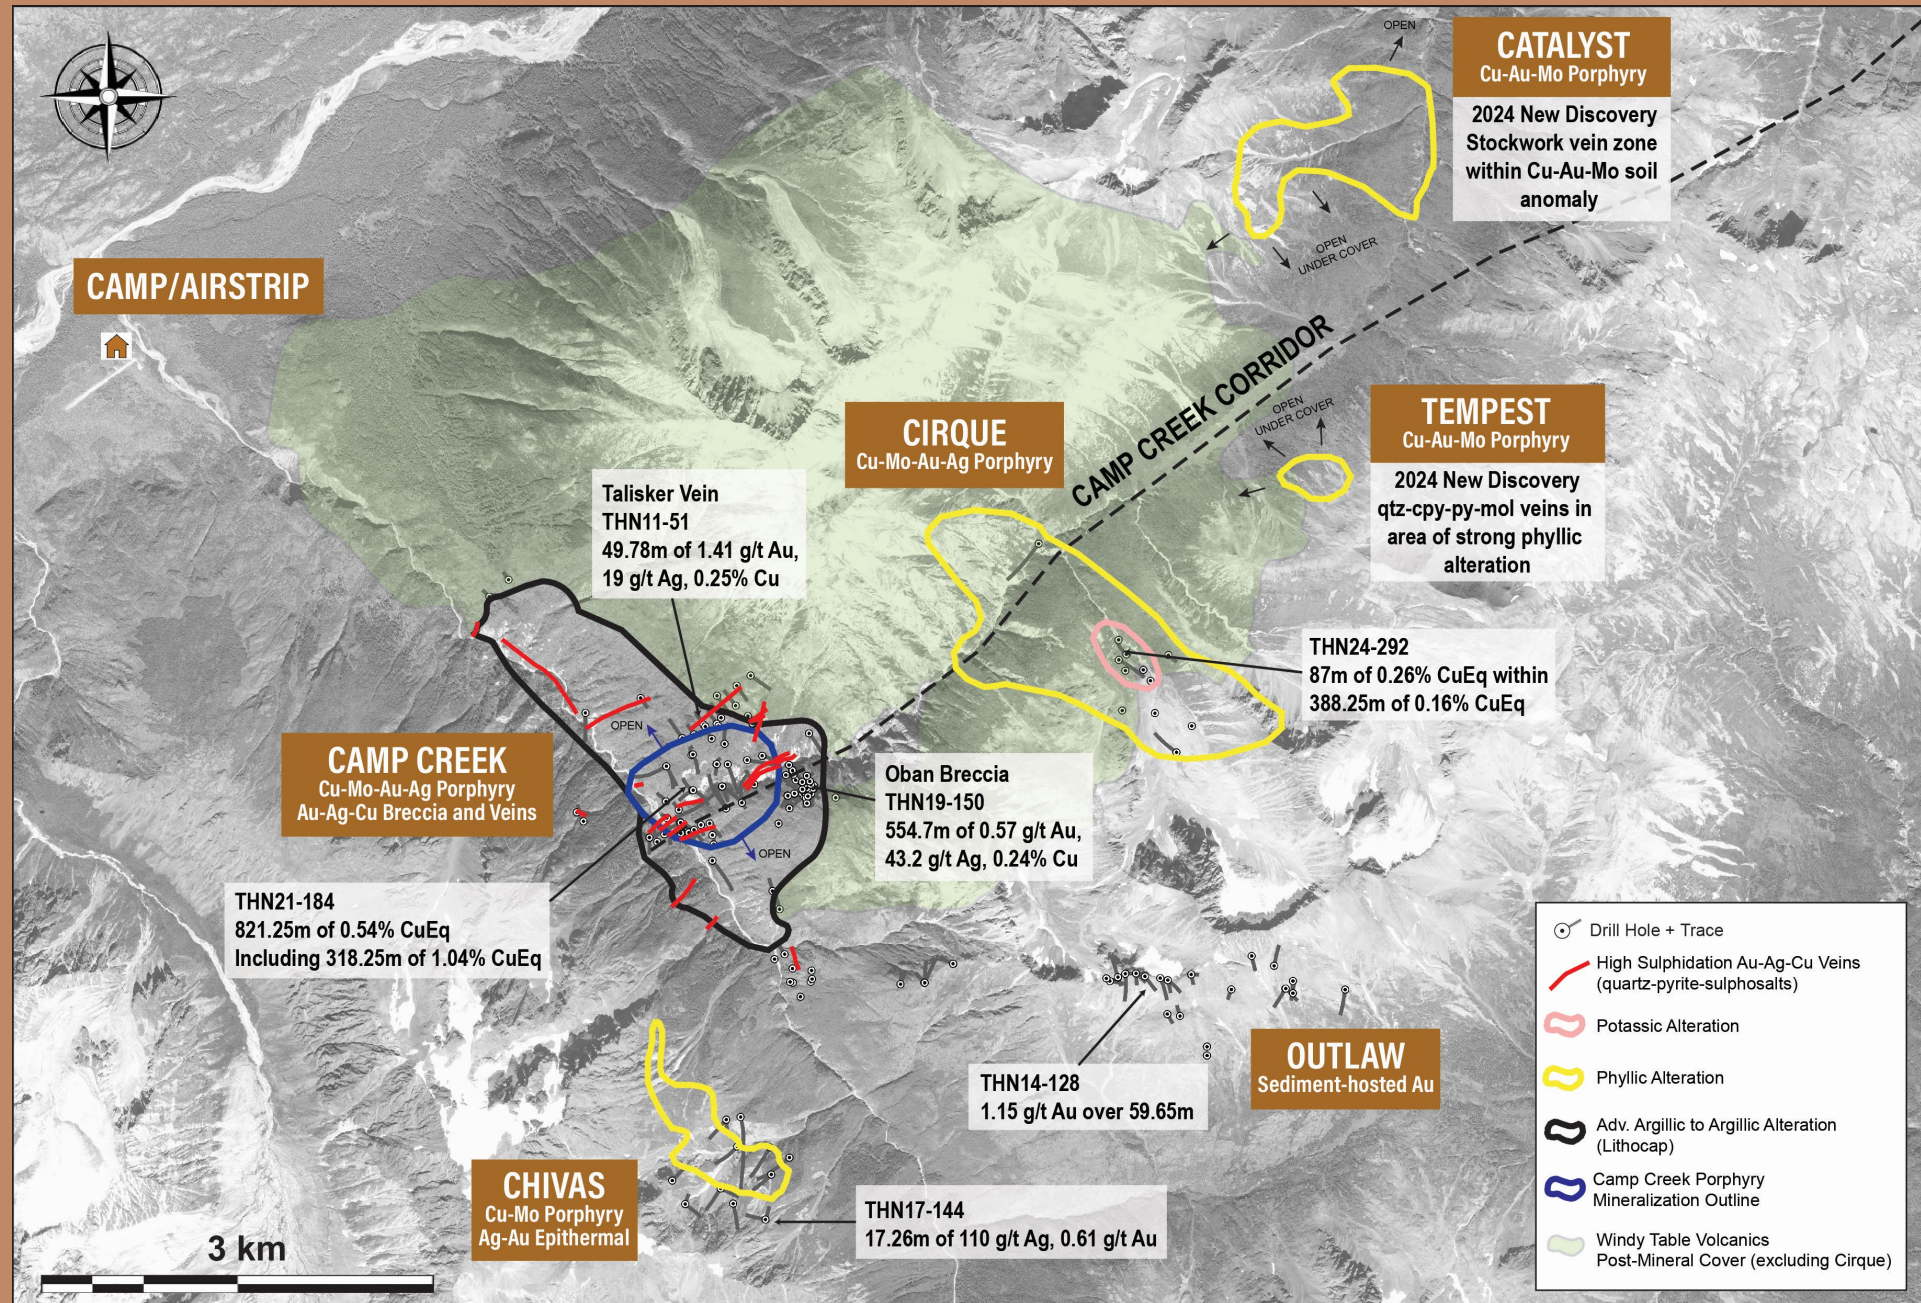 OPEN
CATALYST
Cu-Au-Mo Porphyry
2024 New Discovery
Stockwork vein zone
within Cu-Au-Mo soil
anomaly
OPEN
UNDER COVER
CAMP/AIRSTRIP
CAMP CREEK CORRIDOR
OPEN
UNDER COVER
TEMPEST
Cu-Au-Mo Porphyry
2024 New Discovery
qtz-cpy-py-mol veins in
area of strong phyllic
alteration
CIRQUE
Cu-Mo-Au-Ag Porphyry
Talisker Vein
THN11-51
49.78m of 1.41 g/t Au,
19 g/t Ag, 0.25% Cu
THN24-292
87m of 0.26% CuEq within
388.25m of 0.16% CuEq
OPEN
CAMP CREEK
Cu-Mo-Au-Ag Porphyry
Au-Ag-Cu Breccia and Veins
Oban Breccia
THN19-150
554.7m of 0.57 g/t Au,
43.2 g/t Ag, 0.24% Cu
OPEN
THN21-184
821.25m of 0.54% CuEq
Including 318.25m of 1.04% CuEq
OUTLAW
Sediment-hosted Au
THN14-128
1.15 g/t Au over 59.65m
CHIVAS
Cu-Mo Porphyry
Ag-Au Epithermal
THN17-144
17.26m of 110 g/t Ag, 0.61 g/t Au
3 km
Drill Hole + Trace
High Sulphidation Au-Ag-Cu Veins
(quartz-pyrite-sulphosalts)
Potassic Alteration
Phyllic Alteration
Adv. Argillic to Argillic Alteration
(Lithocap)
Camp Creek Porphyry
Mineralization Outline
Windy Table Volcanics
Post-Mineral Cover (excluding Cirque)